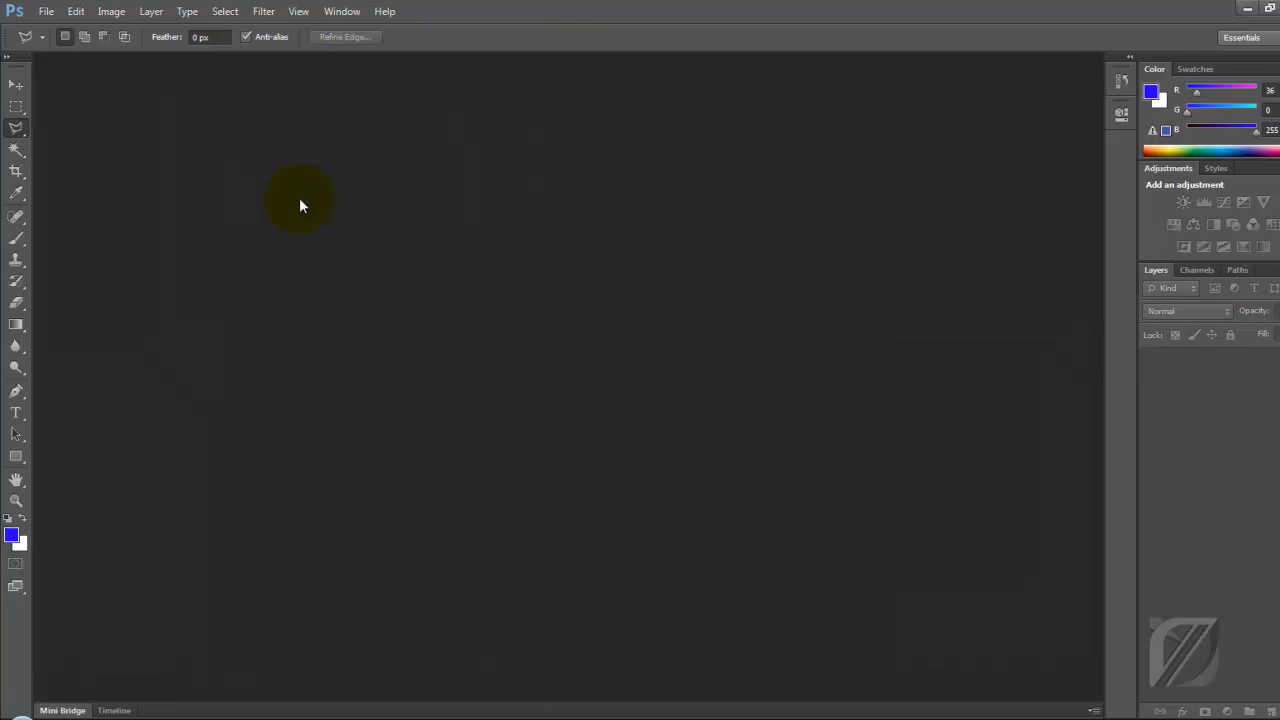 Ps File Edit Image Layer Type Select Filter View Window Help
Feather: 0 px Anti-alias Refine Edge... Essentials
Color Swatches
R 36
G 0
B 255
Adjustments Styles
Add an adjustment
Layers Channels Paths
Kind T
Normal Opacity:
Lock: Fill:
T
fx
Mini Bridge Timeline